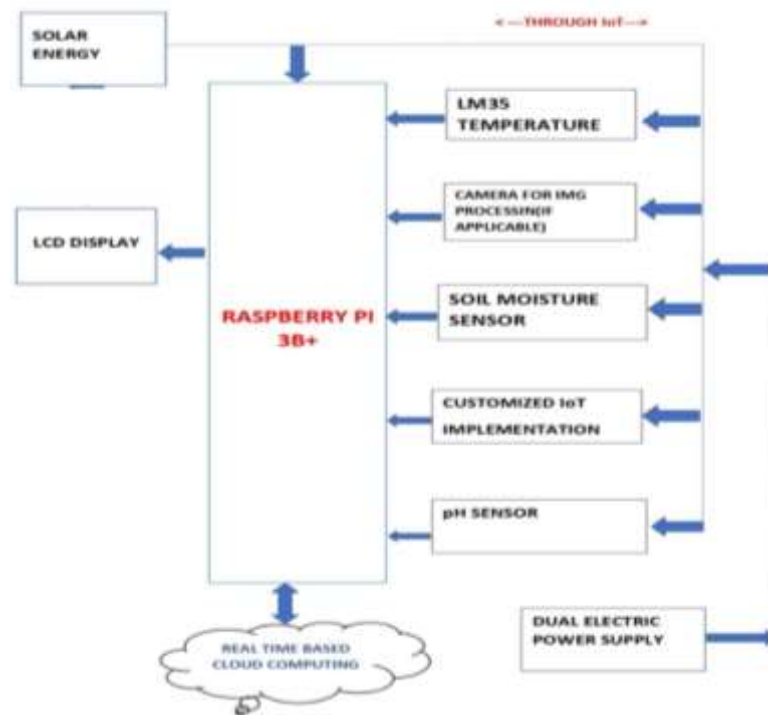 <---THROUGH IoT--->
SOLAR
ENERGY
LM35
TEMPERATURE
CAMERA FOR IMG
PROCESSIN(IF
APPLICABLE)
LCD DISPLAY
SOIL MOISTURE
SENSOR
RASPBERRY PI
3B+
CUSTOMIZED IoT
IMPLEMENTATION
pH SENSOR
DUAL ELECTRIC
POWER SUPPLY
REAL TIME BASED
CLOUD COMPUTING